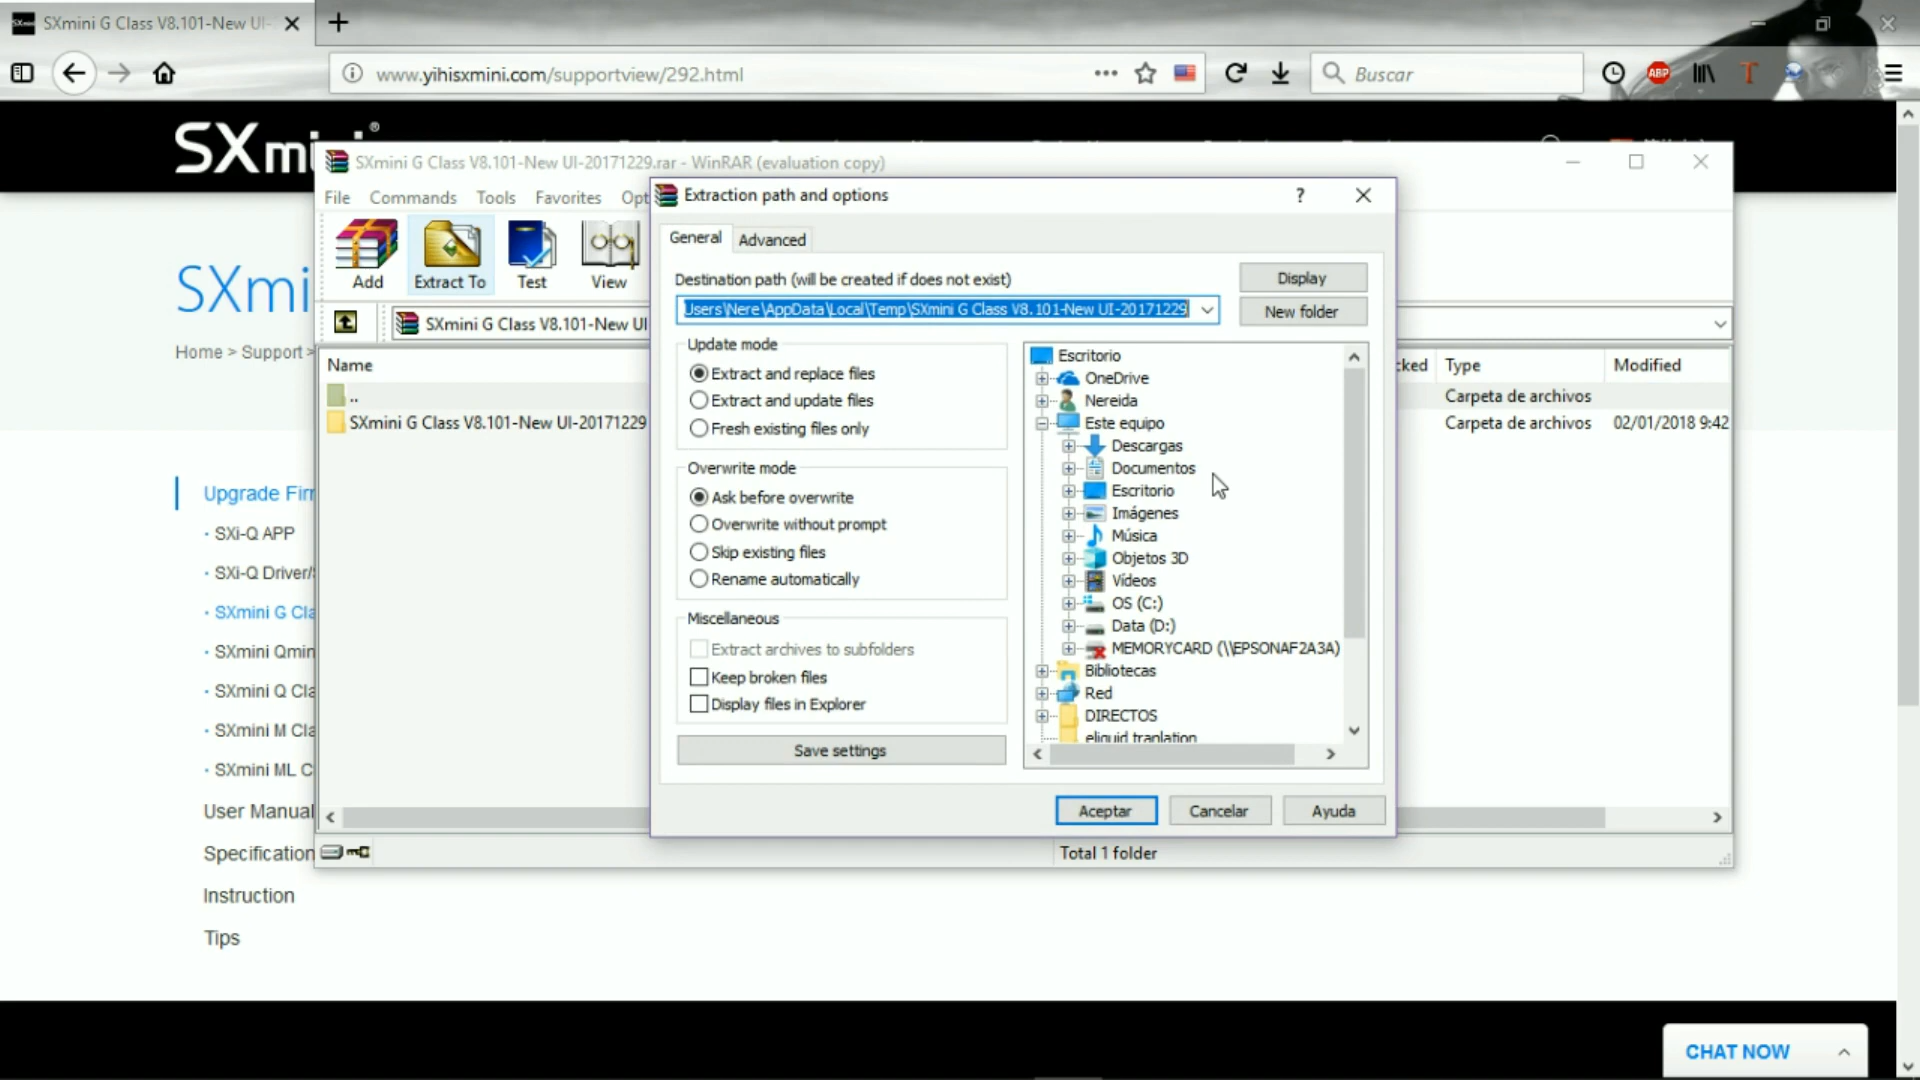 SXmini G Class V8.101-New UI-
www.yihisxmini.com/supportview/292.html
Buscar
ABP
SXmini G Class V8.101-New UI-20171229.rar - WinRAR (evaluation copy)
File Commands Tools Favorites Opt
Add
Extract To
Test
View
SXmini G Class V8.101-New UI
Name
Type
Modified
..
Carpeta de archivos
SXmini G Class V8.101-New UI-20171229
Carpeta de archivos
02/01/2018 9:42
Total 1 folder
Extraction path and options
?
General
Advanced
Destination path (will be created if does not exist)
Users\Nere\AppData\Local\Temp\SXmini G Class V8.101-New UI-20171229
Display
New folder
Update mode
Extract and replace files
Extract and update files
Fresh existing files only
Overwrite mode
Ask before overwrite
Overwrite without prompt
Skip existing files
Rename automatically
Miscellaneous
Extract archives to subfolders
Keep broken files
Display files in Explorer
Save settings
Escritorio
OneDrive
Nereida
Este equipo
Descargas
Documentos
Escritorio
Imágenes
Música
Objetos 3D
Vídeos
OS (C:)
Data (D:)
MEMORYCARD (\\EPSONAF2A3A)
Bibliotecas
Red
DIRECTOS
eliquid tranlation
Aceptar
Cancelar
Ayuda
SXmini
SXmi
Home > Support >
Upgrade Firm
· SXi-Q APP
· SXi-Q Driver/
· SXmini G Cla
· SXmini Qmin
· SXmini Q Cla
· SXmini M Cla
· SXmini ML C
User Manual
Specification
Instruction
Tips
CHAT NOW